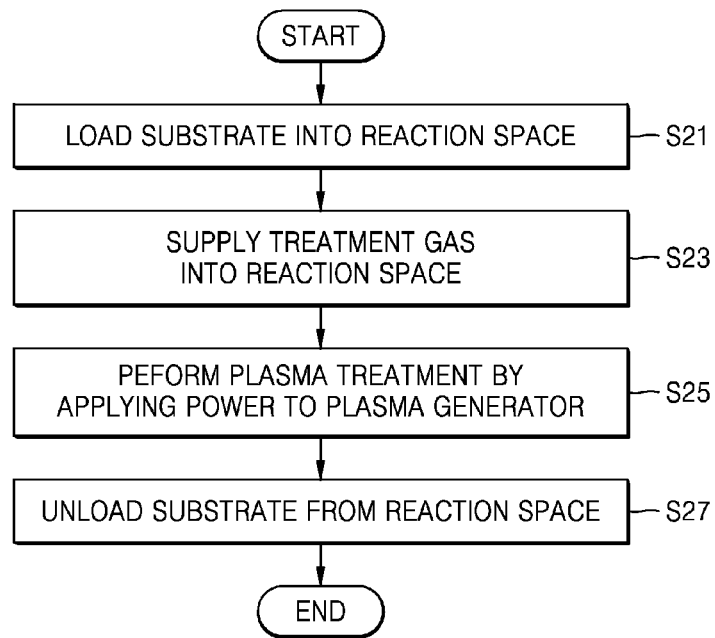 START
LOAD SUBSTRATE INTO REACTION SPACE
S21
SUPPLY TREATMENT GAS
INTO REACTION SPACE
S23
PEFORM PLASMA TREATMENT BY
APPLYING POWER TO PLASMA GENERATOR
S25
UNLOAD SUBSTRATE FROM REACTION SPACE
S27
END